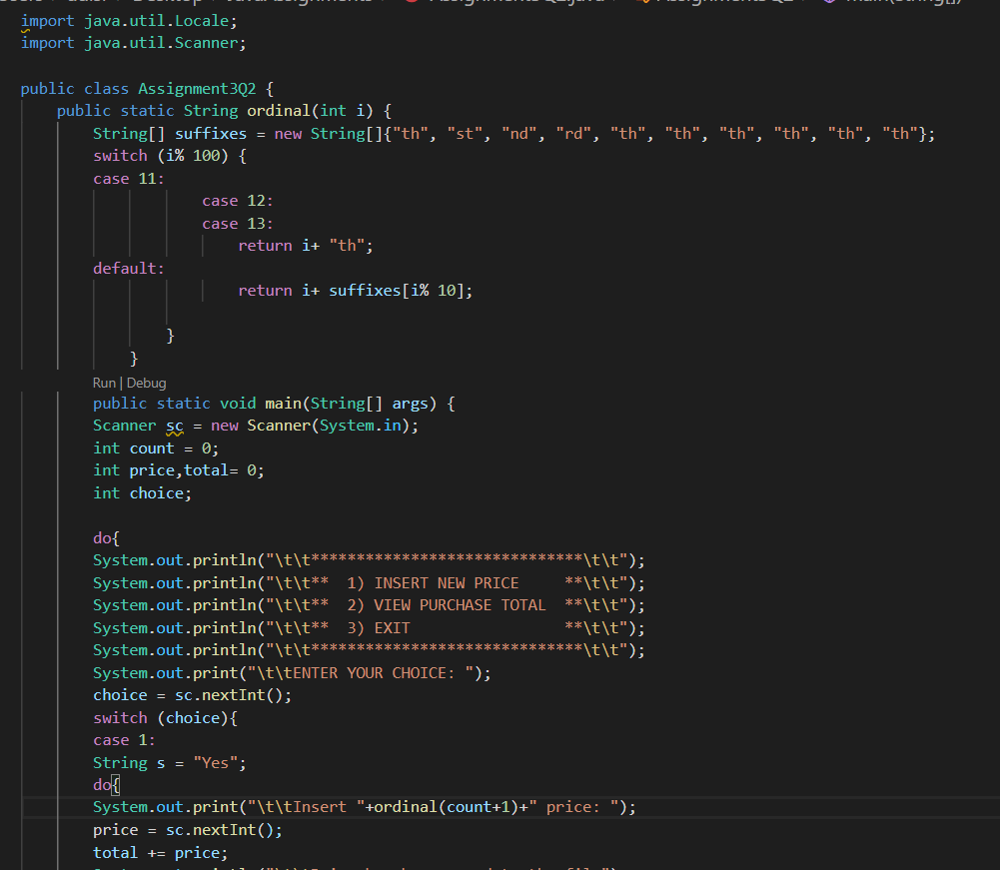 import java.util.Locale;
import java.util.Scanner;
public class Assignment3Q2 {
public static String ordinal(int i) {
String[] suffixes = new String[]{"th", "st", "nd", "rd", "th", "th", "th", "th", "th", "th"};
switch (i% 100) {
case 11:
case 12:
case 13:
return i+ "th";
default:
return i+ suffixes[i% 10];
}
}
Run | Debug
public static void main(String[] args) {
Scanner sc = new Scanner(System.in);
int count = 0;
int price,total= 0;
int choice;
do{
System.out.println("\t\t******************************\t\t");
System.out.println("\t\t**  1) INSERT NEW PRICE     **\t\t");
System.out.println("\t\t**  2) VIEW PURCHASE TOTAL  **\t\t");
System.out.println("\t\t**  3) EXIT                 **\t\t");
System.out.println("\t\t******************************\t\t");
System.out.print("\t\tENTER YOUR CHOICE: ");
choice = sc.nextInt();
switch (choice){
case 1:
String s = "Yes";
do{
System.out.print("\t\tInsert "+ordinal(count+1)+" price: ");
price = sc.nextInt();
total += price;